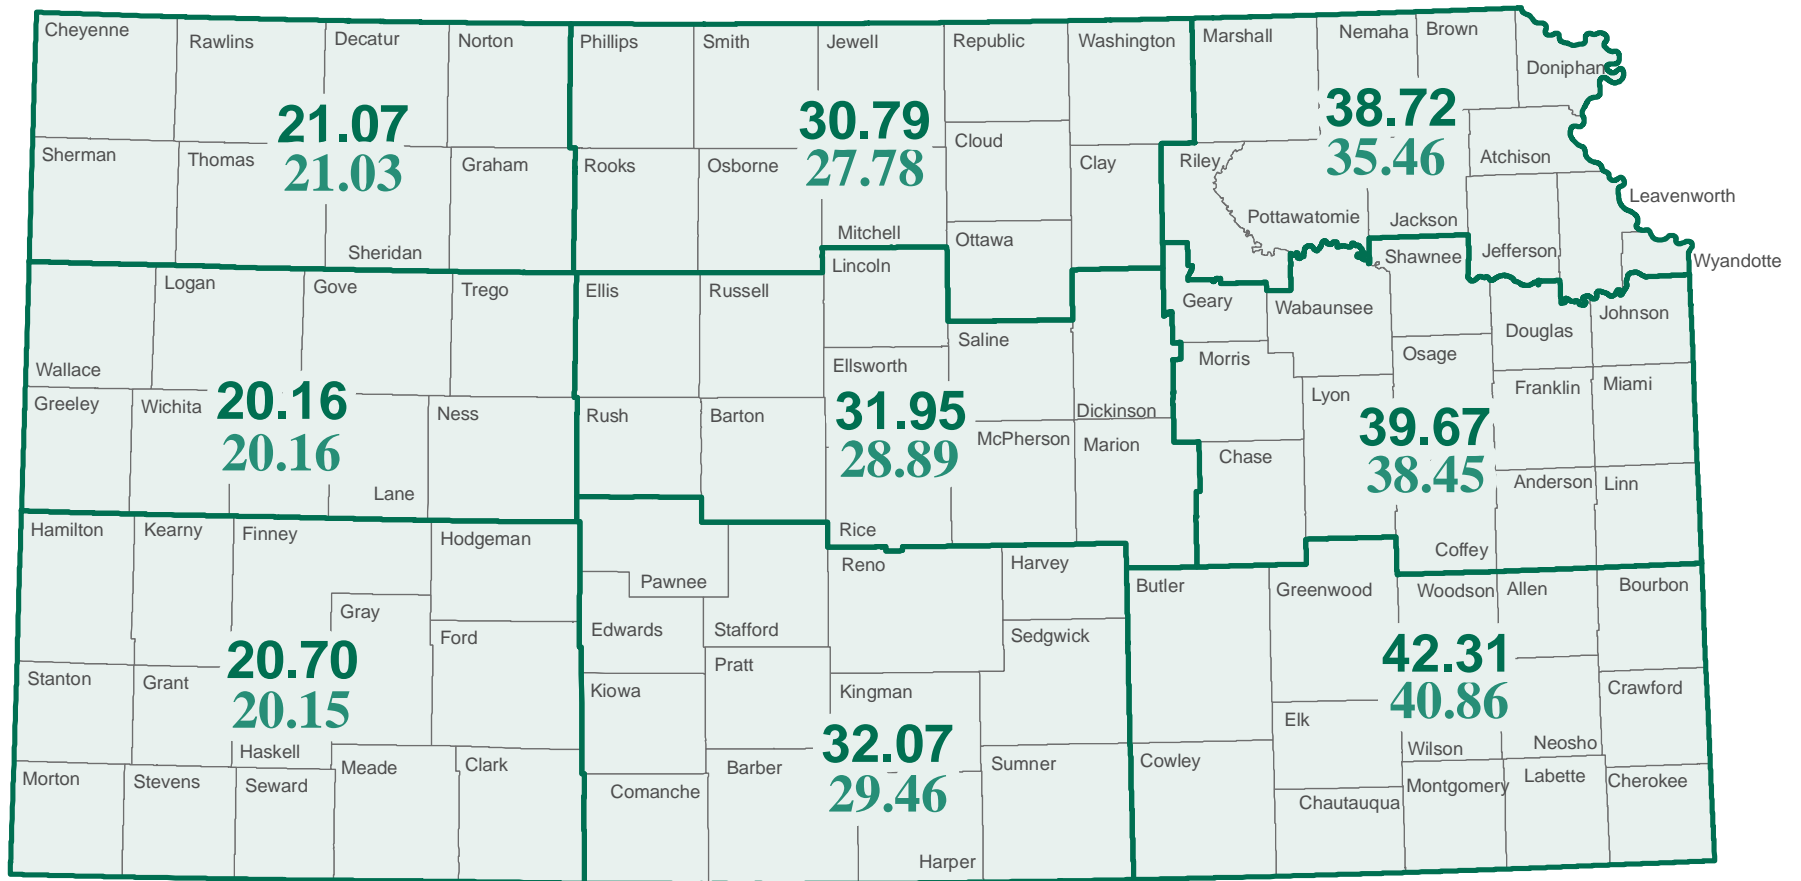 Cheyenne
Rawlins
Decatur
Norton
Phillips
Smith
Jewell
Republic
Washington
Marshall
Nemaha
Brown
Doniphan
21.07
21.03
30.79
27.78
38.72
35.46
Sherman
Thomas
Graham
Rooks
Osborne
Cloud
Clay
Riley
Atchison
Leavenworth
Sheridan
Mitchell
Ottawa
Pottawatomie
Jackson
Jefferson
Shawnee
Wyandotte
Logan
Gove
Trego
Ellis
Russell
Lincoln
Geary
Wabaunsee
Douglas
Johnson
Wallace
Saline
Ellsworth
Morris
Osage
Greeley
Wichita
20.16
20.16
Ness
Rush
Barton
31.95
28.89
Dickinson
Lyon
Franklin
Miami
39.67
38.45
McPherson
Marion
Chase
Lane
Anderson
Linn
Rice
Coffey
Hamilton
Kearny
Finney
Hodgeman
Pawnee
Reno
Harvey
Butler
Greenwood
Woodson
Allen
Bourbon
Gray
Ford
Edwards
Stafford
Sedgwick
20.70
20.15
42.31
40.86
Stanton
Grant
Kiowa
Pratt
Kingman
Crawford
Elk
32.07
29.46
Haskell
Meade
Clark
Barber
Sumner
Cowley
Wilson
Neosho
Morton
Stevens
Seward
Comanche
Chautauqua
Montgomery
Labette
Cherokee
Harper